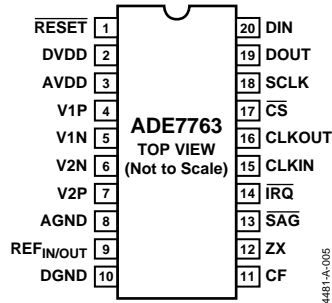 RESET 1
DVDD 2
AVDD 3
V1P 4
V1N 5
V2N 6
V2P 7
AGND 8
REFIN/OUT 9
DGND 10
ADE7763
TOP VIEW
(Not to Scale)
20 DIN
19 DOUT
18 SCLK
17 CS
16 CLKOUT
15 CLKIN
14 IRQ
13 SAG
12 ZX
11 CF
4481-A-005